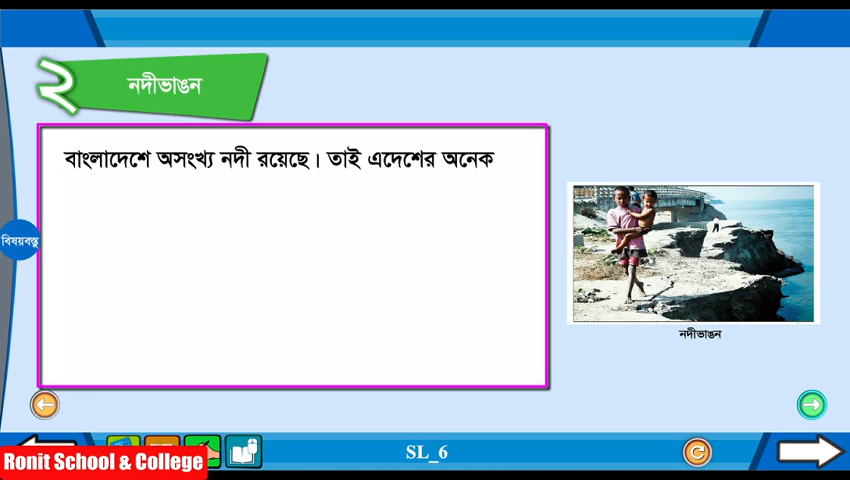 ২
নদীভাঙন
বাংলাদেশে অসংখ্য নদী রয়েছে। তাই এদেশের অনেক
বিষয়বস্তু
নদীভাঙন
SL_6
Ronit School & College